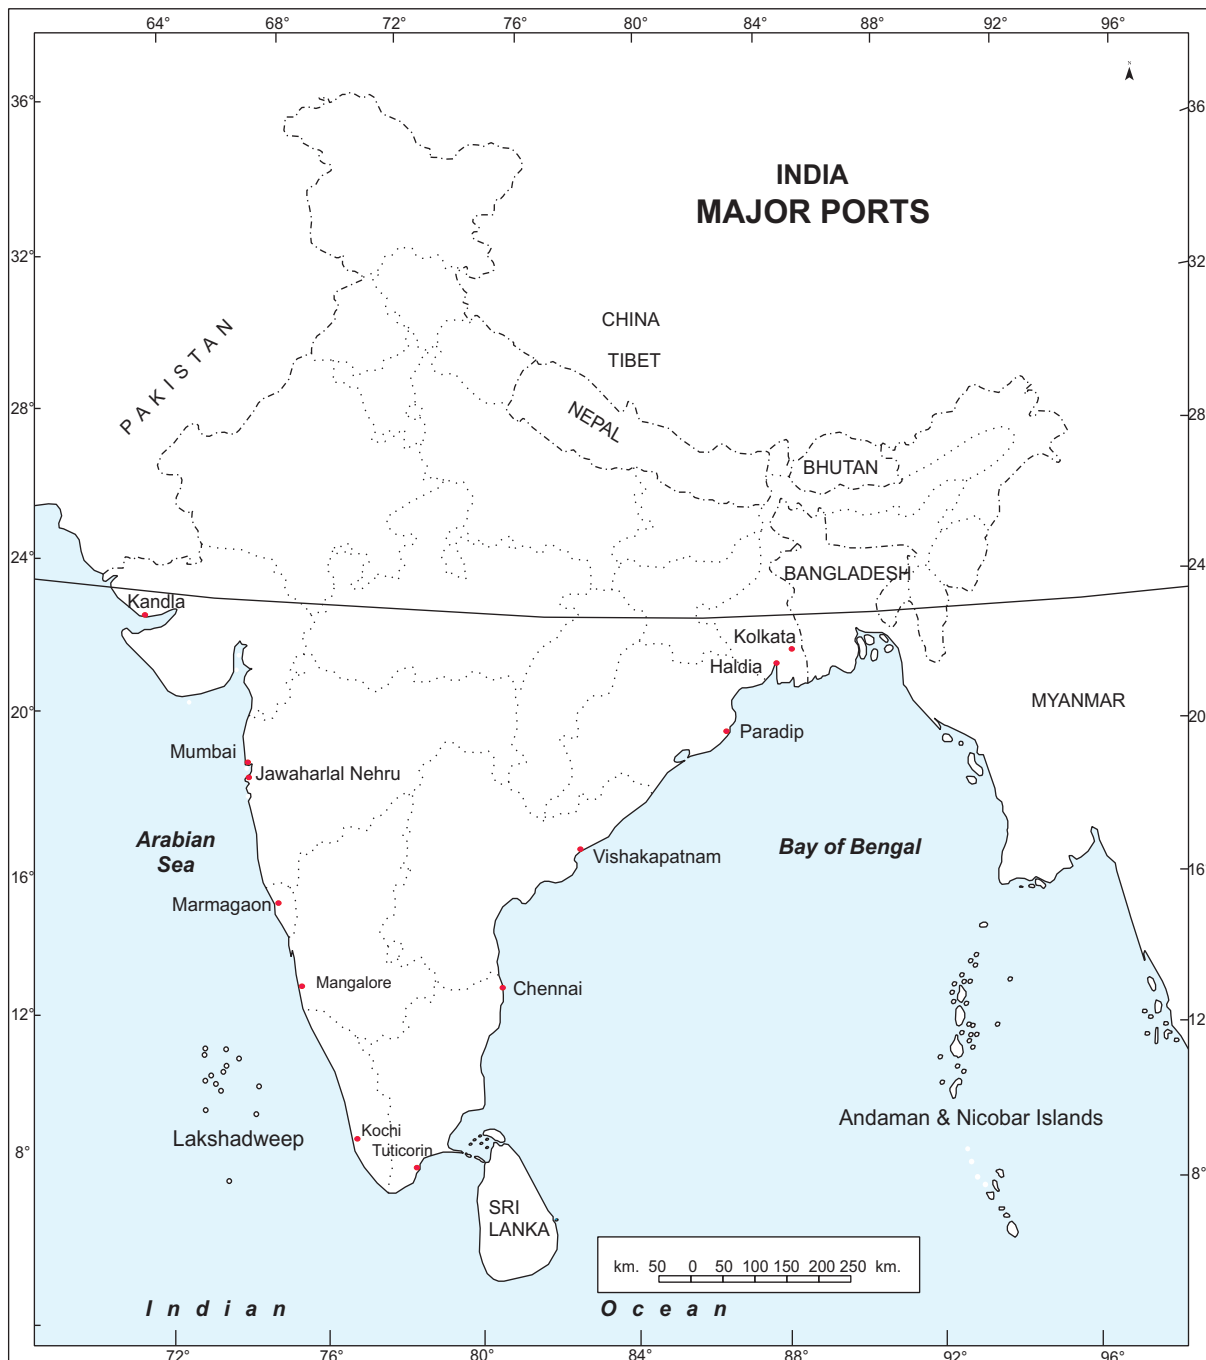 64° 68° 72° 76° 80° 84° 88° 92° 96°
N
36° 36
INDIA
MAJOR PORTS
32° 32
CHINA
PAKISTAN
TIBET
28° 28
NEPAL
BHUTAN
24° 24
BANGLADESH
Kandla
Kolkata
Haldia
MYANMAR
20° 20
Paradip
Mumbai
Jawaharlal Nehru
Arabian
Sea
Bay of Bengal
Vishakapatnam
16° 16
Marmagaon
Mangalore
Chennai
12° 12
Andaman & Nicobar Islands
Kochi
Lakshadweep
Tuticorin
8° 8°
SRI
LANKA
km. 50 0 50 100 150 200 250 km.
Indian Ocean
72° 76° 80° 84° 88° 92° 96°